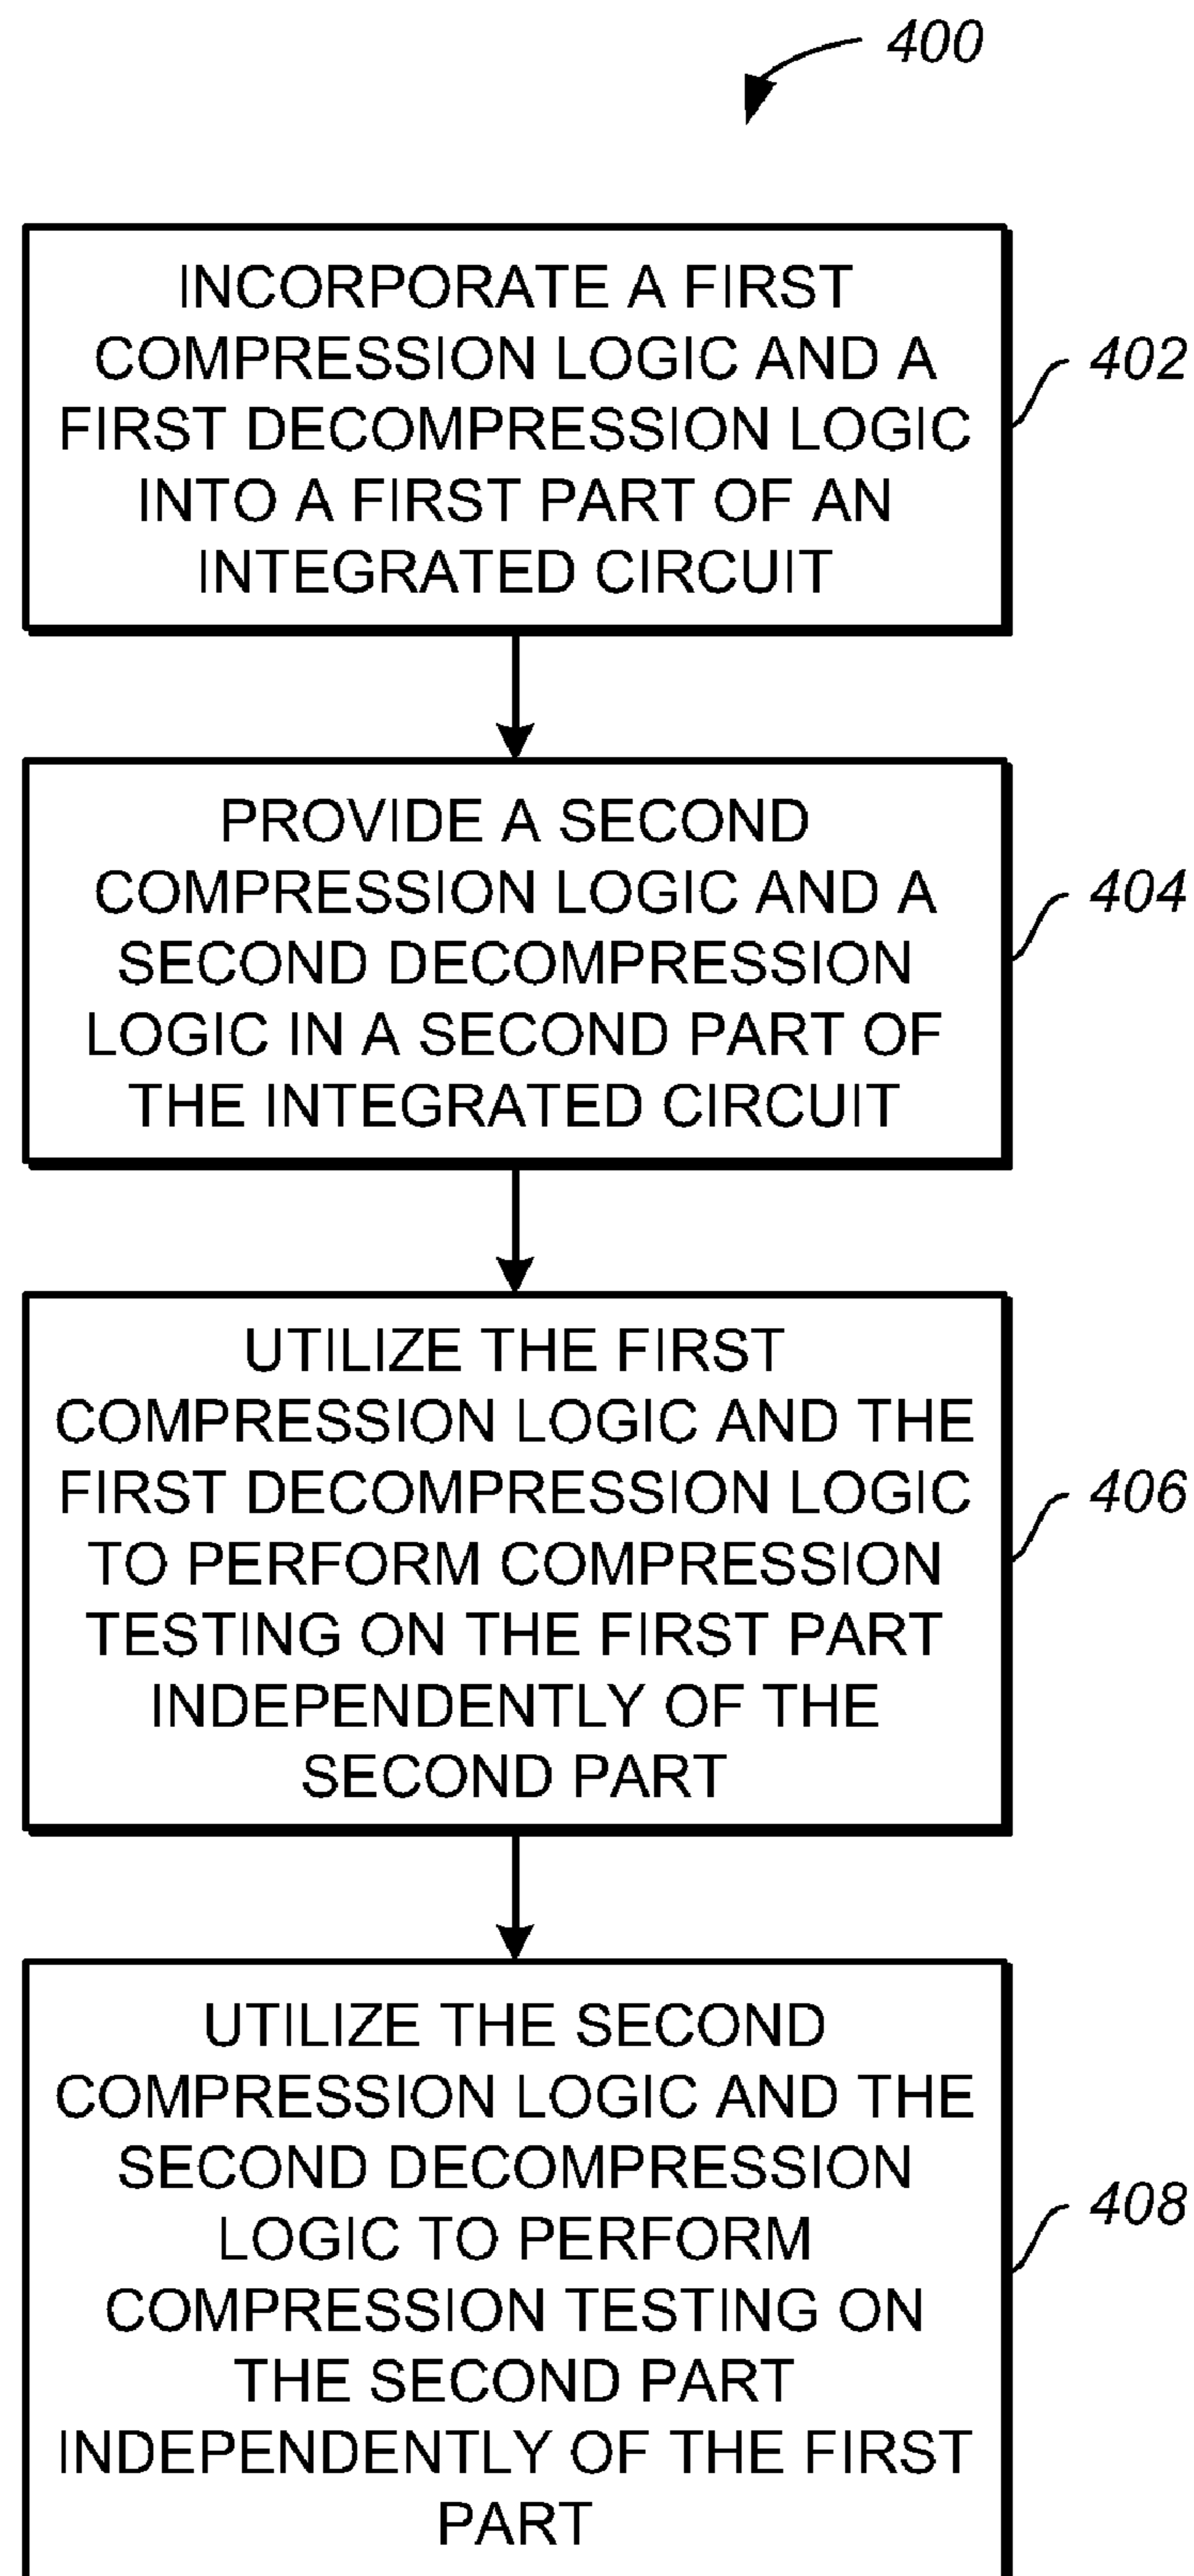 400
INCORPORATE A FIRST
COMPRESSION LOGIC AND A
FIRST DECOMPRESSION LOGIC
INTO A FIRST PART OF AN
INTEGRATED CIRCUIT
402
PROVIDE A SECOND
COMPRESSION LOGIC AND A
SECOND DECOMPRESSION
LOGIC IN A SECOND PART OF
THE INTEGRATED CIRCUIT
404
UTILIZE THE FIRST
COMPRESSION LOGIC AND THE
FIRST DECOMPRESSION LOGIC
TO PERFORM COMPRESSION
TESTING ON THE FIRST PART
INDEPENDENTLY OF THE
SECOND PART
406
UTILIZE THE SECOND
COMPRESSION LOGIC AND THE
SECOND DECOMPRESSION
LOGIC TO PERFORM
COMPRESSION TESTING ON
THE SECOND PART
INDEPENDENTLY OF THE FIRST
PART
408